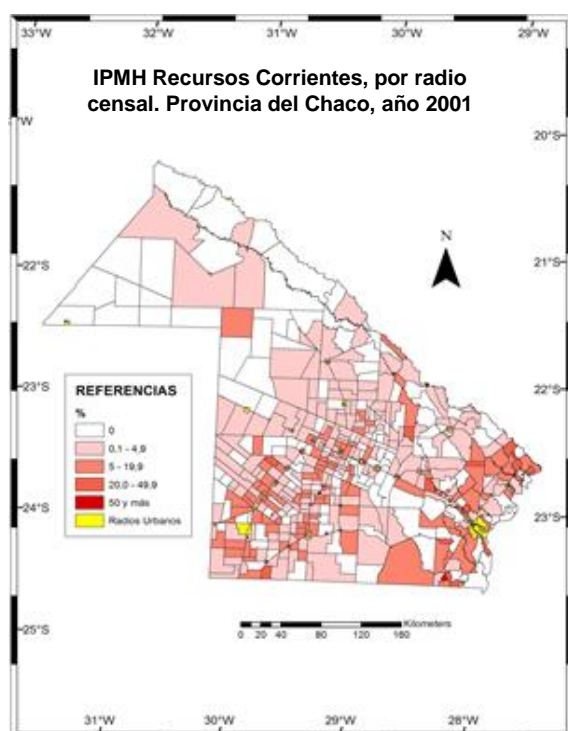 33°W 32°W 31°W 30°W 29°W
IPMH Recursos Corrientes, por radio
censal. Provincia del Chaco, año 2001
°W
20°S
N
22°S
21°S
23°S
22°S
REFERENCIAS
%
0
0,1 - 4,9
5 - 19,9
20,0 - 49,9
50 y más
Radios Urbanos
24°S
23°S
Kilometers
0 10 20 40 80 120 160
25°S
31°W 30°W 29°W 28°W